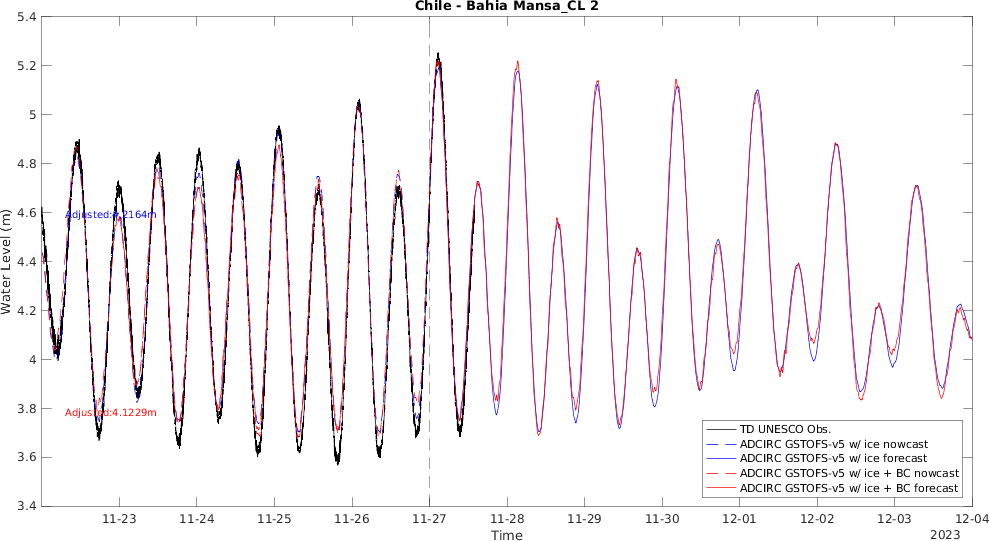 Chile - Bahia Mansa_CL 2
5.4
5.2
5
4.8
4.6
4.4
4.2
4
3.8
3.6
3.4
Water Level (m)
Adjusted:4.2164m
Adjusted:4.1229m
TD UNESCO Obs.
ADCIRC GSTOFS-v5 w/ ice nowcast
ADCIRC GSTOFS-v5 w/ ice forecast
ADCIRC GSTOFS-v5 w/ ice + BC nowcast
ADCIRC GSTOFS-v5 w/ ice + BC forecast
11-23 11-24 11-25 11-26 11-27 11-28 11-29 11-30 12-01 12-02 12-03 12-04
Time
2023